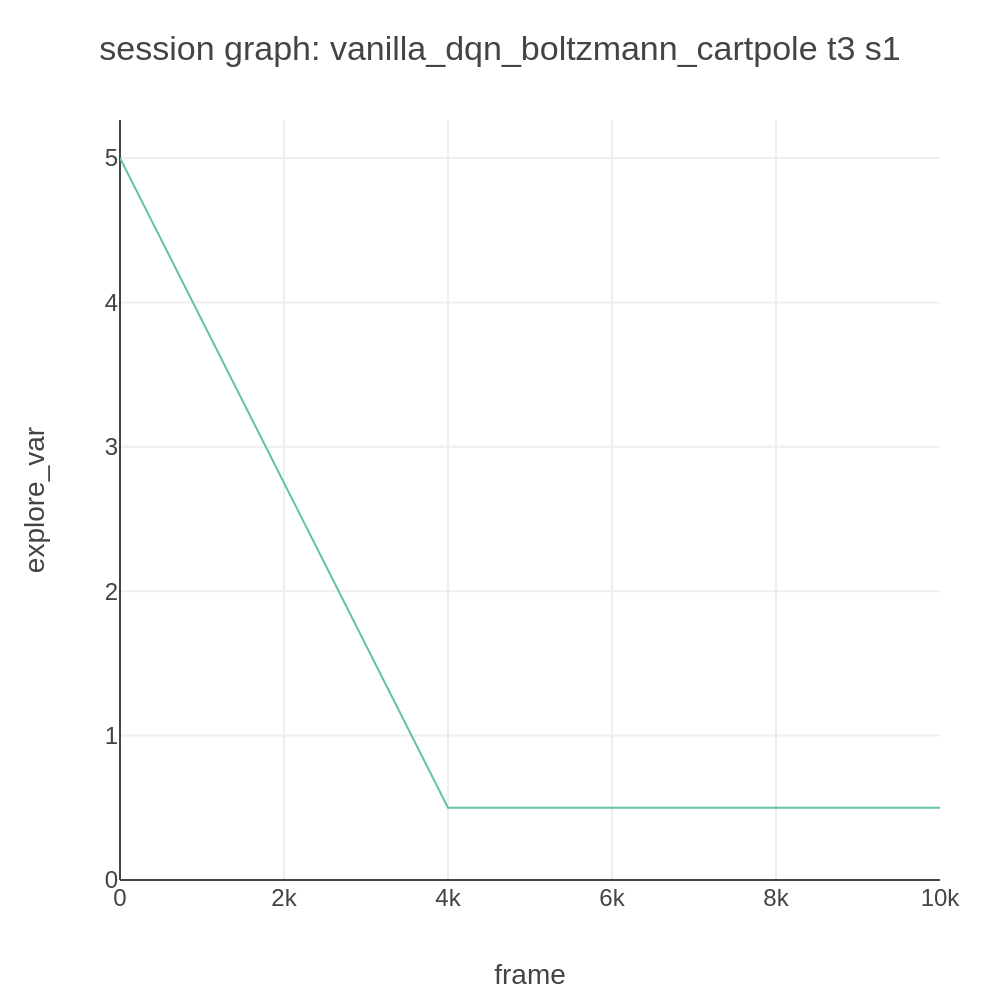 session graph: vanilla_dqn_boltzmann_cartpole t3 s1
5
4
3
2
1
0
explore_var
0 2k 4k 6k 8k 10k
frame